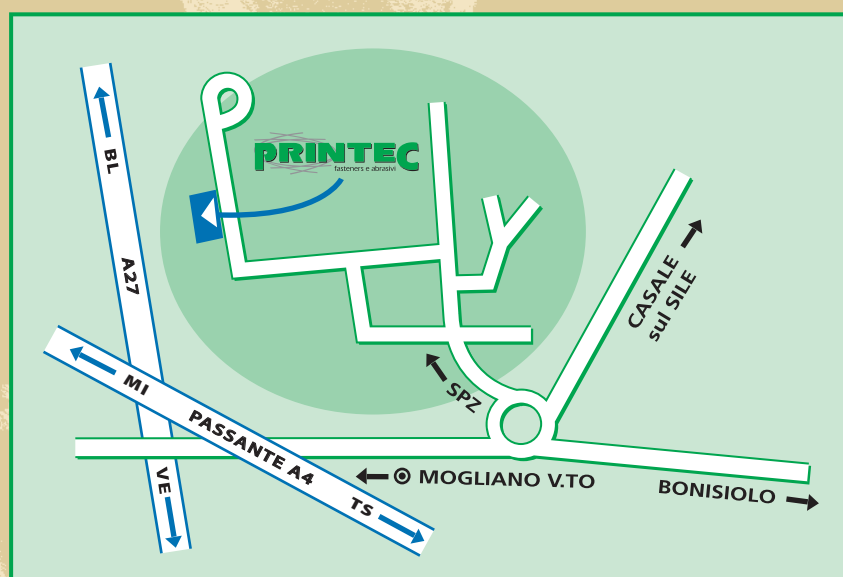 PRINTEC
fasteners e abrasivi
BL
A27
VE
MI
PASSANTE A4
TS
SPZ
CASALE
sul SILE
MOGLIANO V.TO
BONISIOLO